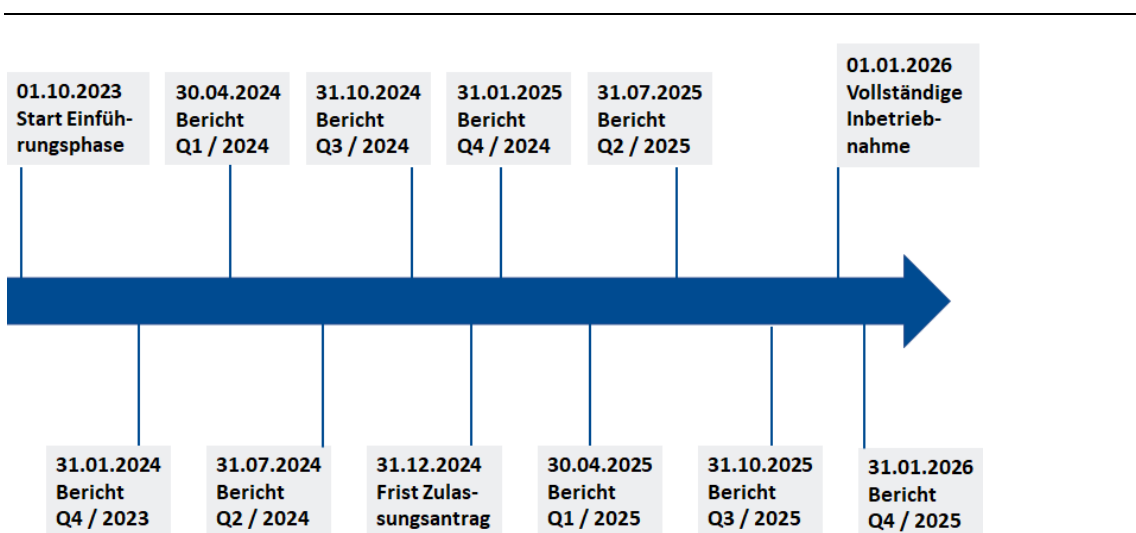 01.10.2023
Start Einfüh-
rungsphase
30.04.2024
Bericht
Q1 / 2024
31.10.2024
Bericht
Q3 / 2024
31.01.2025
Bericht
Q4 / 2024
31.07.2025
Bericht
Q2 / 2025
01.01.2026
Vollständige
Inbetrieb-
nahme
31.01.2024
Bericht
Q4 / 2023
31.07.2024
Bericht
Q2 / 2024
31.12.2024
Frist Zulas-
sungsantrag
30.04.2025
Bericht
Q1 / 2025
31.10.2025
Bericht
Q3 / 2025
31.01.2026
Bericht
Q4 / 2025